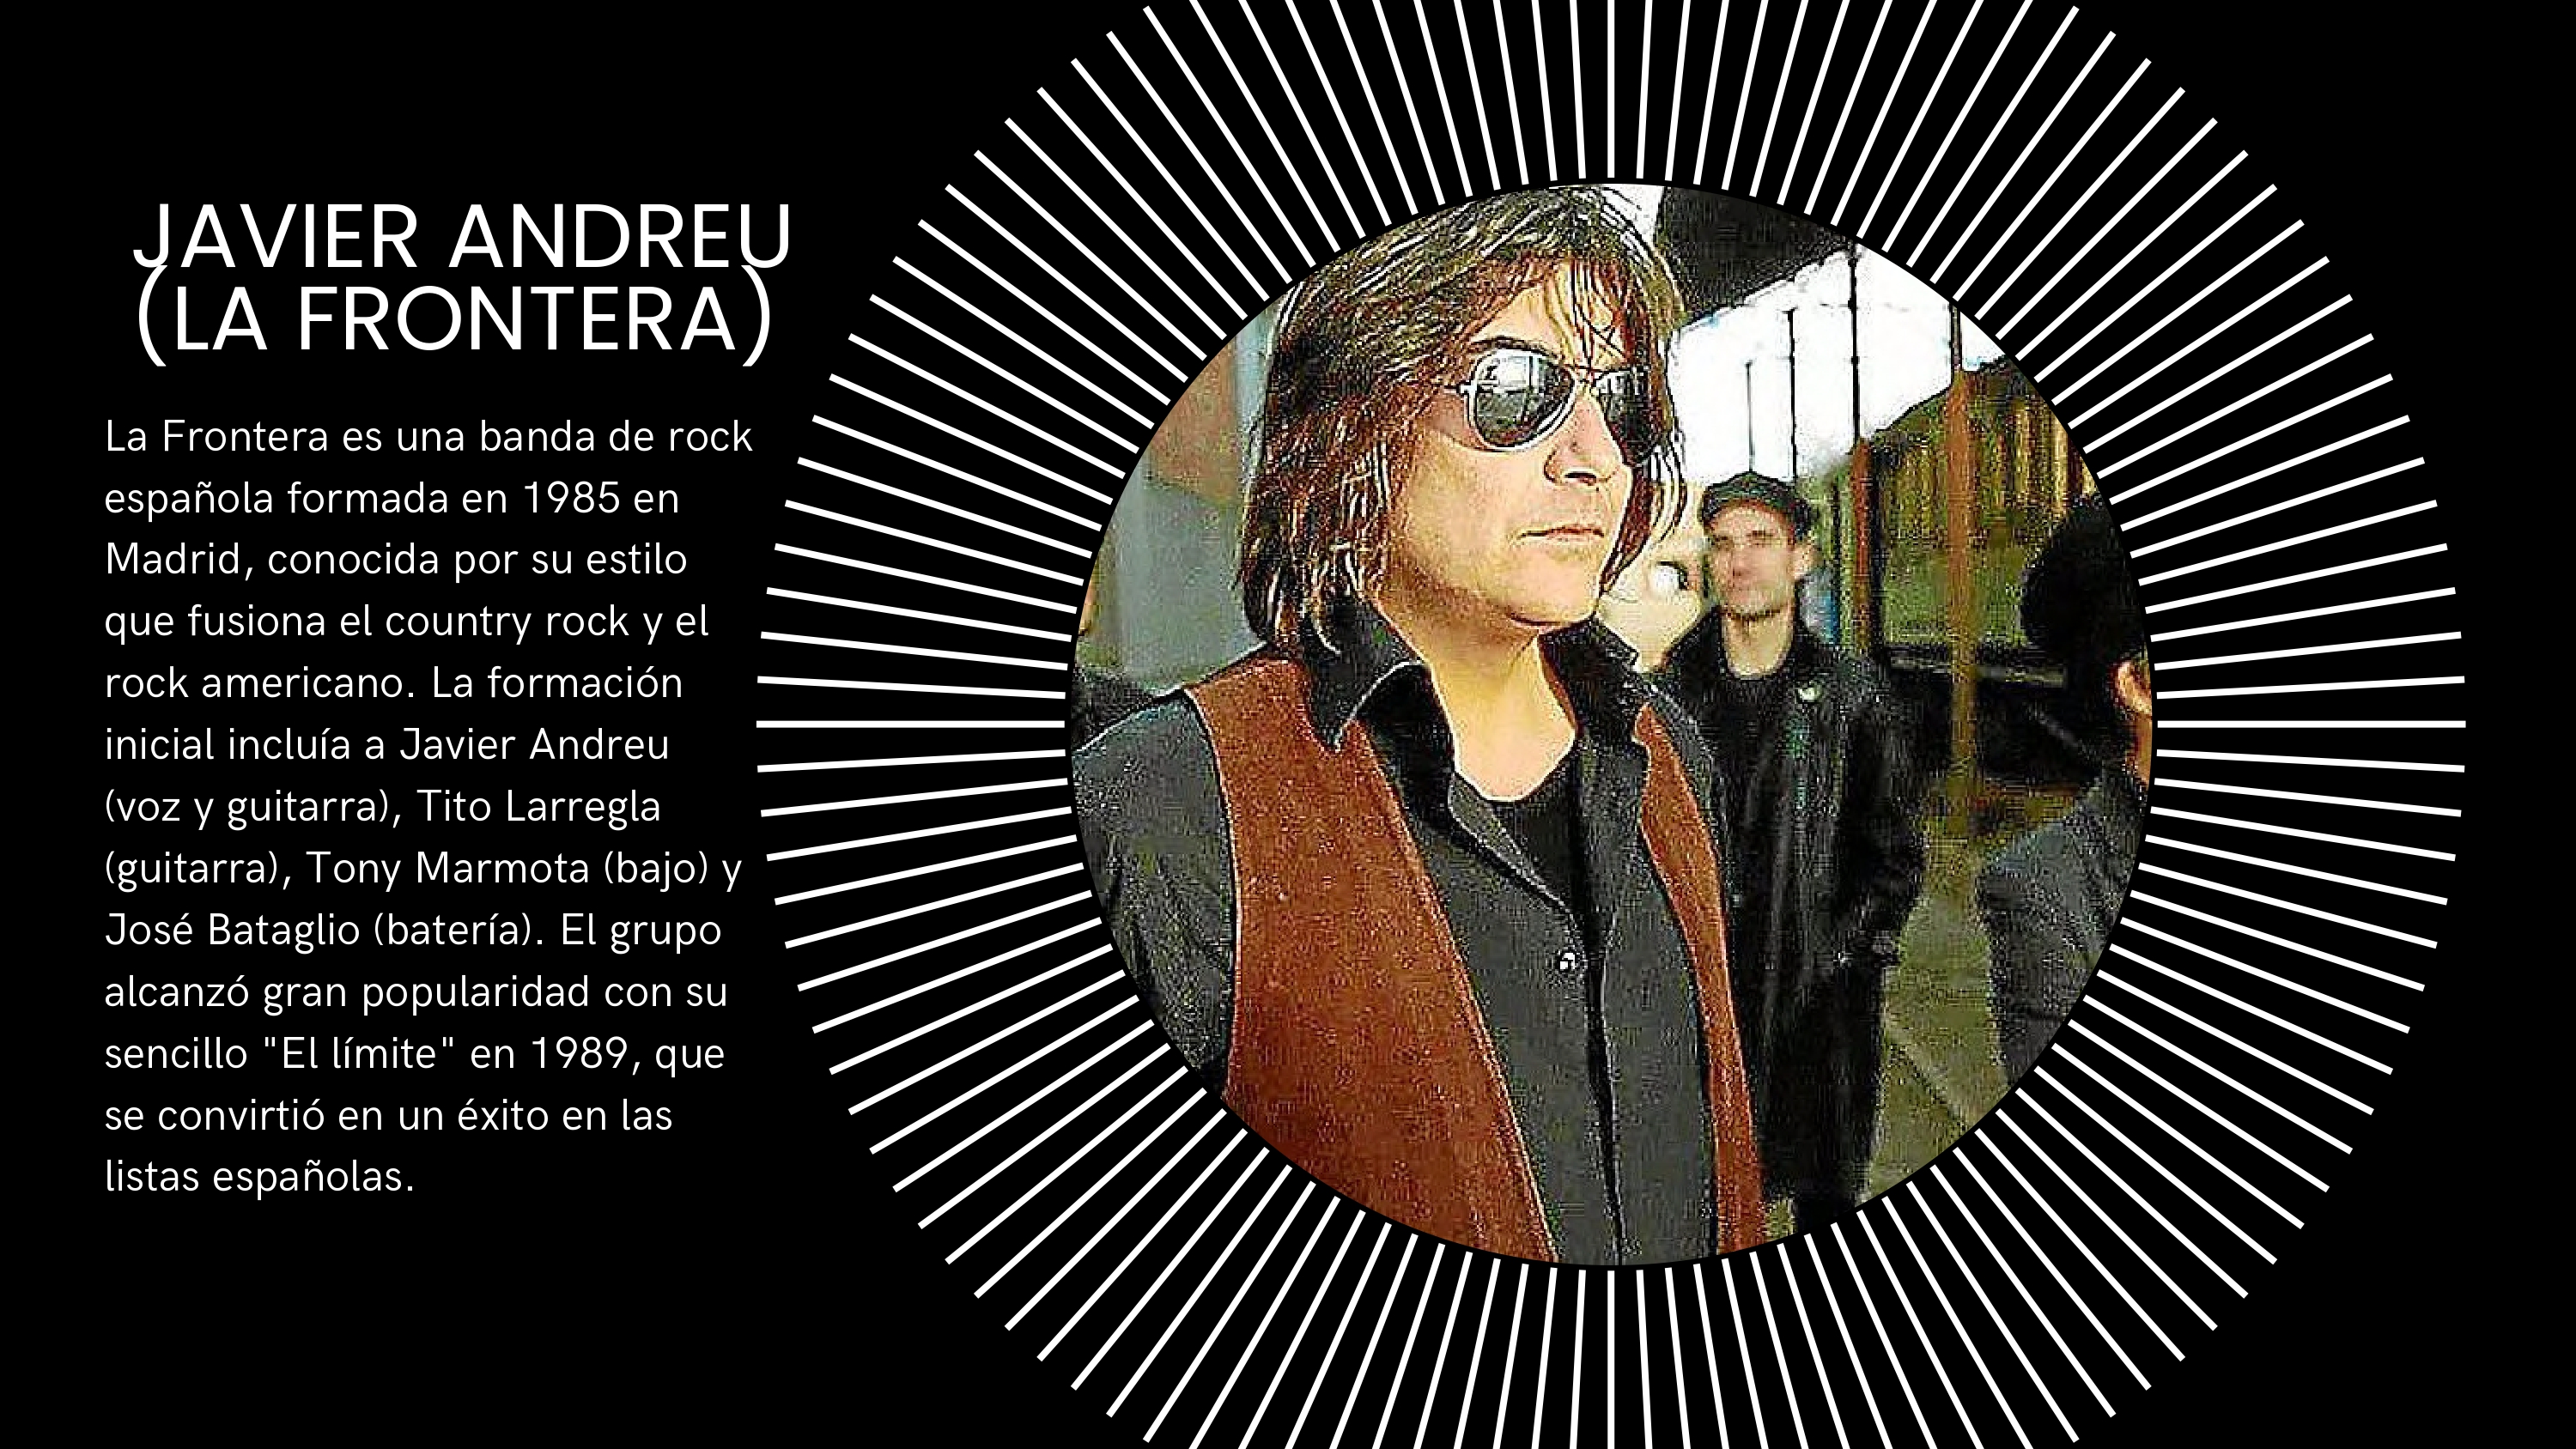 JAVIER ANDREU
(LA FRONTERA)
La Frontera es una banda de rock
española formada en 1985 en
Madrid, conocida por su estilo
que fusiona el country rock y el
rock americano. La formación
inicial incluía a Javier Andreu
(voz y guitarra), Tito Larregla
(guitarra), Tony Marmota (bajo) y
José Bataglio (batería). El grupo
alcanzó gran popularidad con su
sencillo "El límite" en 1989, que
se convirtió en un éxito en las
listas españolas.